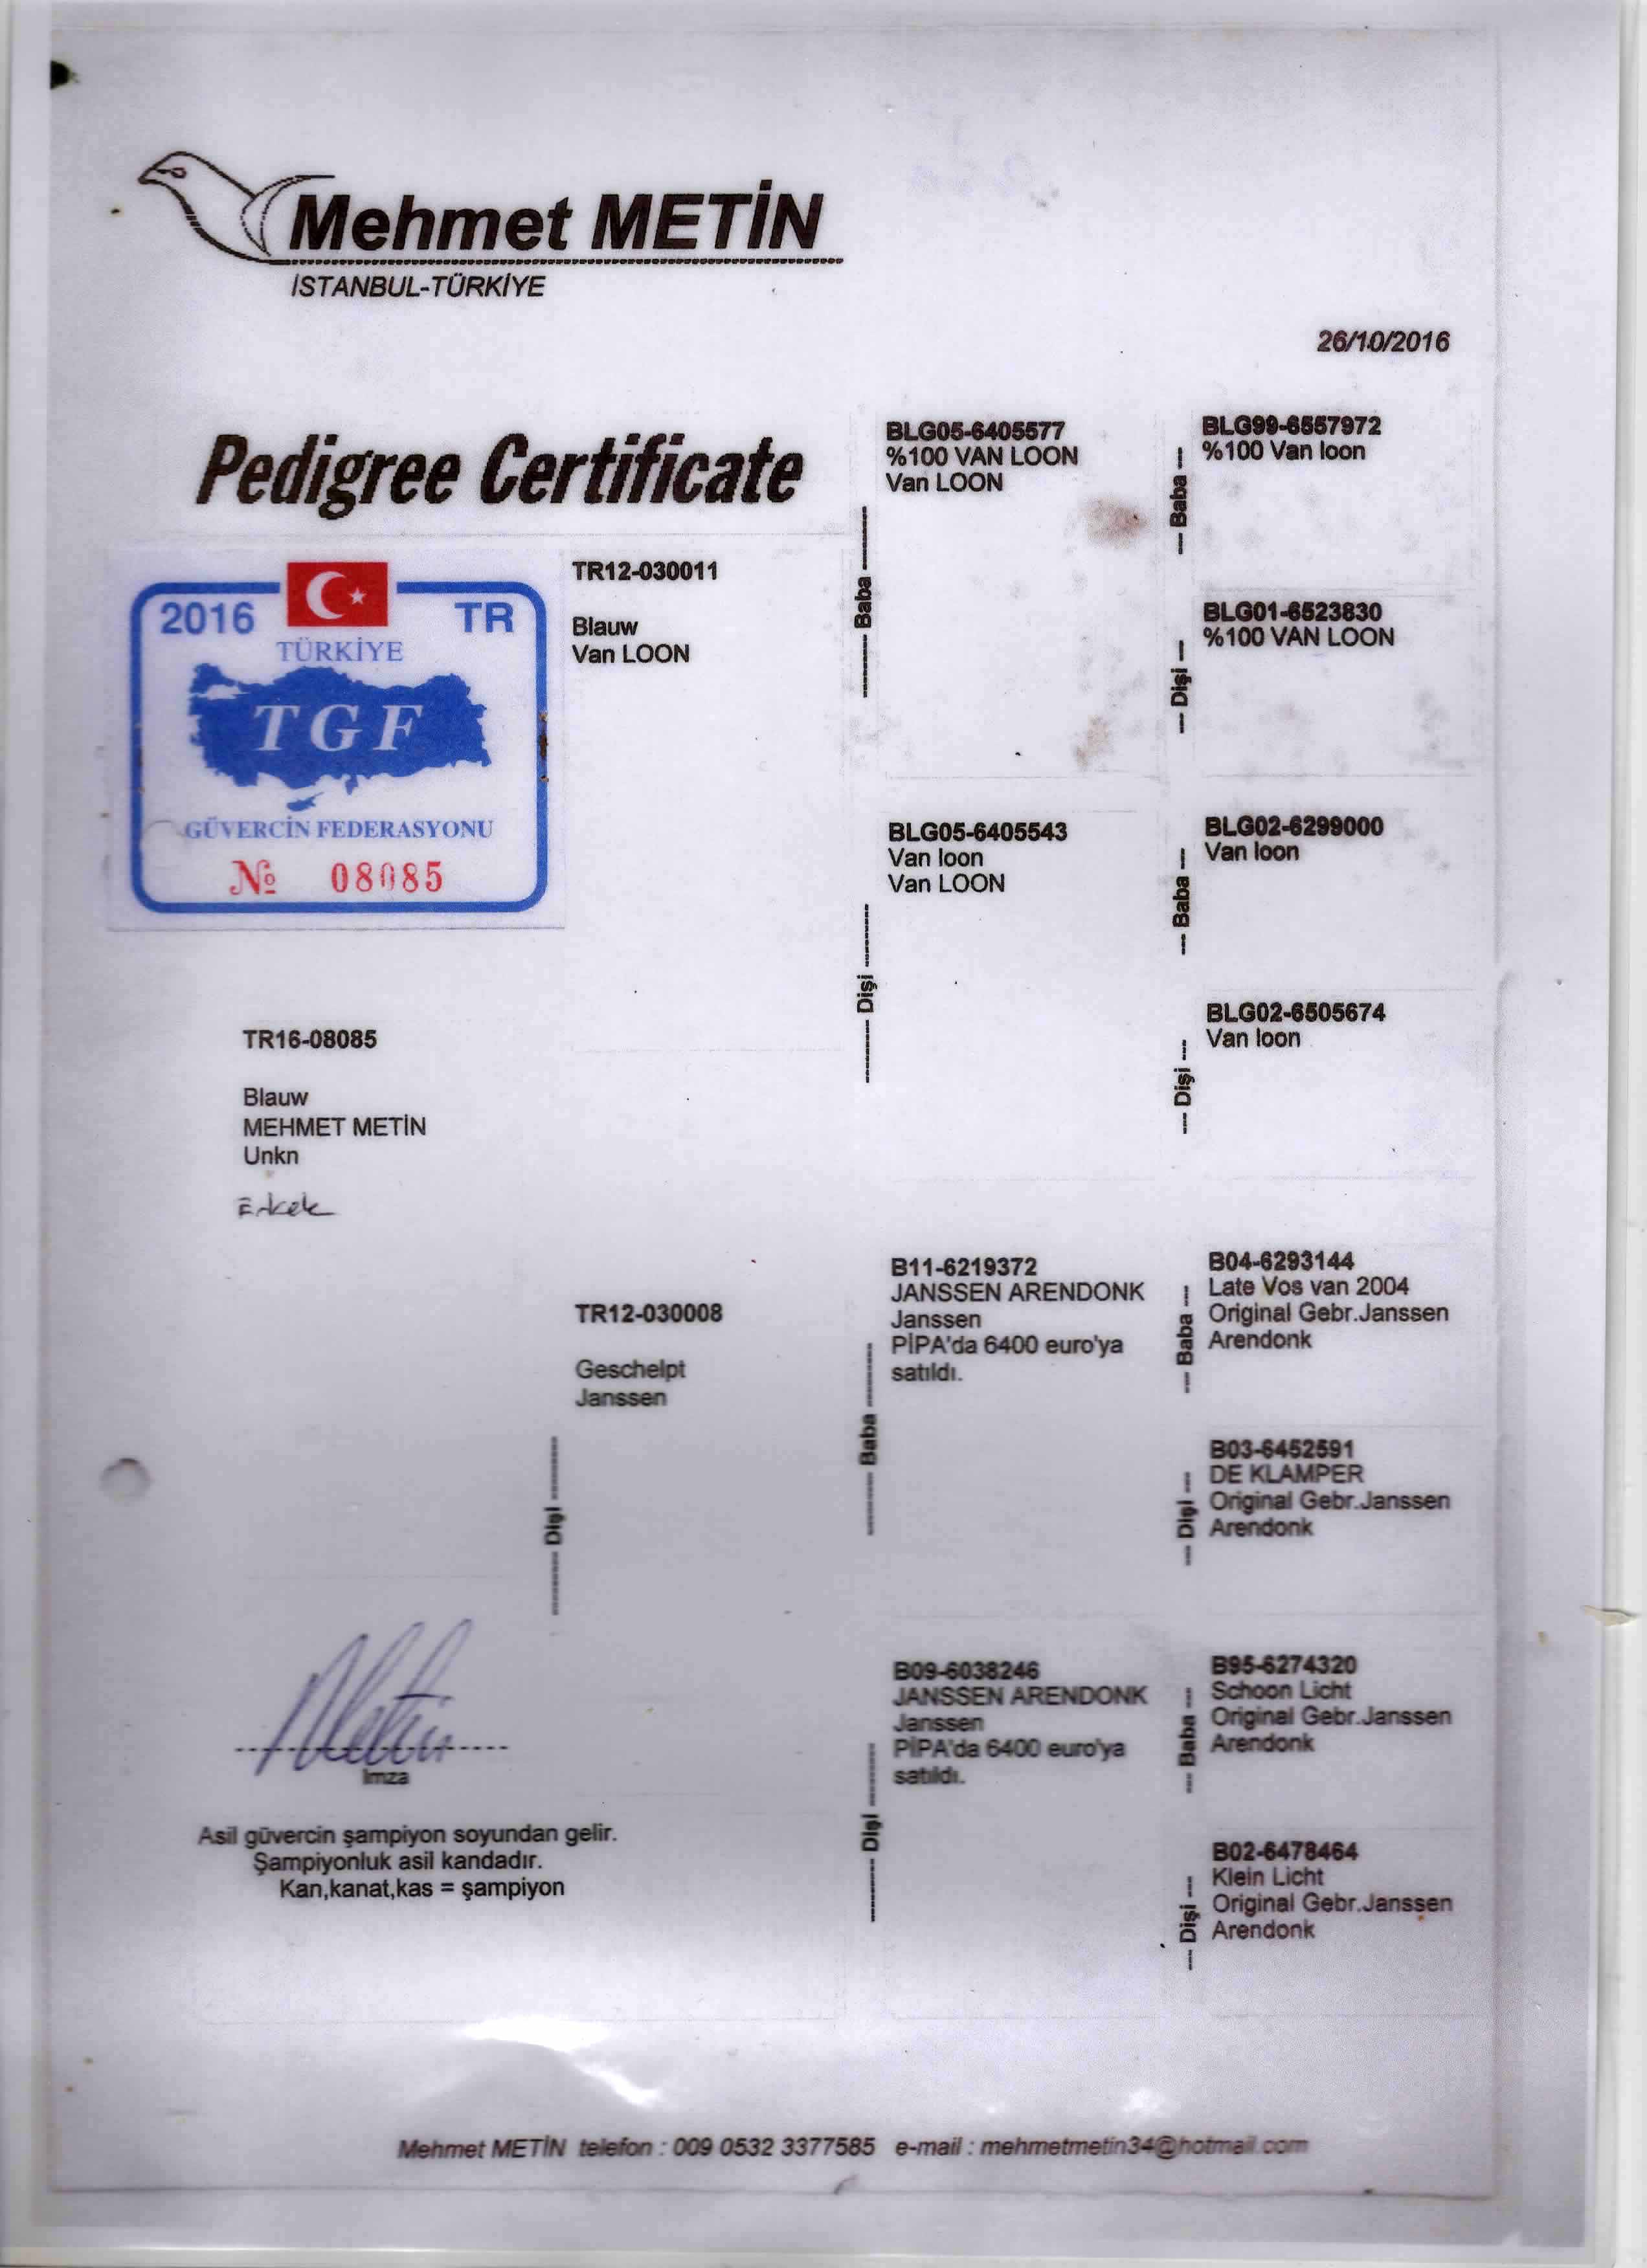 Mehmet METİN
İSTANBUL-TÜRKİYE
26/10/2016
Pedigree Certificate
2016 TR
TÜRKİYE
TGF
GÜVERCİN FEDERASYONU
№ 08085
TR16-08085
Blauw
MEHMET METİN
Unkn
Erkek
TR12-030011
Blauw
Van LOON
--- Dişi ---
TR12-030008
Geschelpt
Janssen
--- Baba ---
BLG05-6405577
%100 VAN LOON
Van LOON
--- Dişi ---
BLG05-6405543
Van loon
Van LOON
--- Baba ---
B11-6219372
JANSSEN ARENDONK
Janssen
PİPA'da 6400 euro'ya
satıldı.
--- Dişi ---
B09-6038246
JANSSEN ARENDONK
Janssen
PİPA'da 6400 euro'ya
satıldı.
--- Baba ---
BLG99-6557972
%100 Van loon
--- Dişi ---
BLG01-6523830
%100 VAN LOON
--- Baba ---
BLG02-6299000
Van loon
--- Dişi ---
BLG02-6505674
Van loon
--- Baba ---
B04-6293144
Late Vos van 2004
Original Gebr.Janssen
Arendonk
--- Dişi ---
B03-6452591
DE KLAMPER
Original Gebr.Janssen
Arendonk
--- Baba ---
B95-6274320
Schoon Licht
Original Gebr.Janssen
Arendonk
--- Dişi ---
B02-6478464
Klein Licht
Original Gebr.Janssen
Arendonk
Metin
İmza
Asil güvercin şampiyon soyundan gelir.
Şampiyonluk asil kandadır.
Kan,kanat,kas = şampiyon
Mehmet METİN telefon : 009 0532 3377585 e-mail : mehmetmetin34@hotmail.com